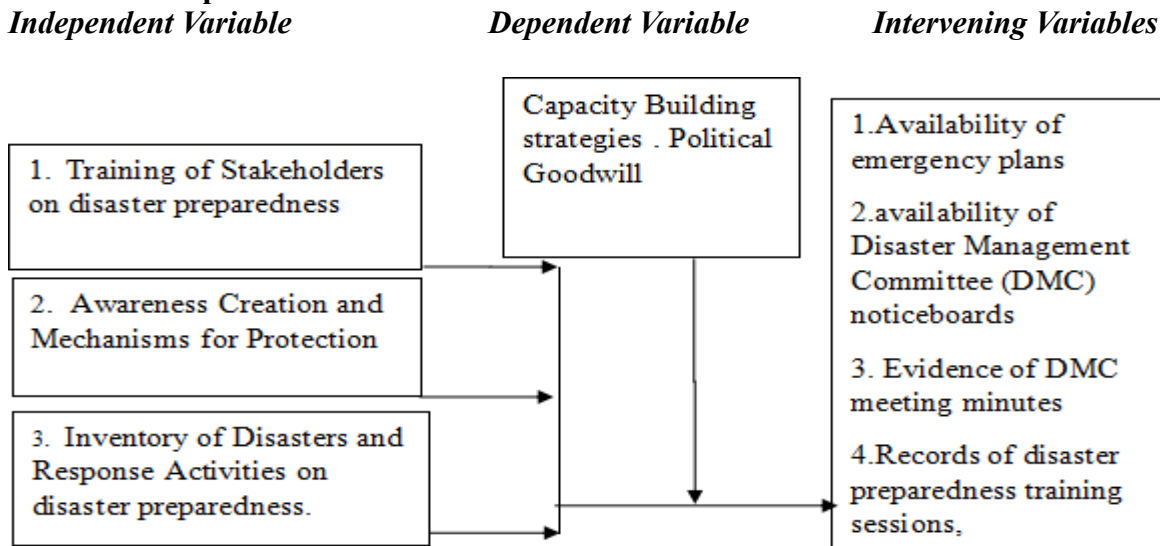 Independent Variable Dependent Variable Intervening Variables
Capacity Building
strategies . Political
Goodwill
1. Training of Stakeholders
on disaster preparedness
2. Awareness Creation and
Mechanisms for Protection
3. Inventory of Disasters and
Response Activities on
disaster preparedness.
1.Availability of
emergency plans
2.availability of
Disaster Management
Committee (DMC)
noticeboards
3. Evidence of DMC
meeting minutes
4.Records of disaster
preparedness training
sessions,